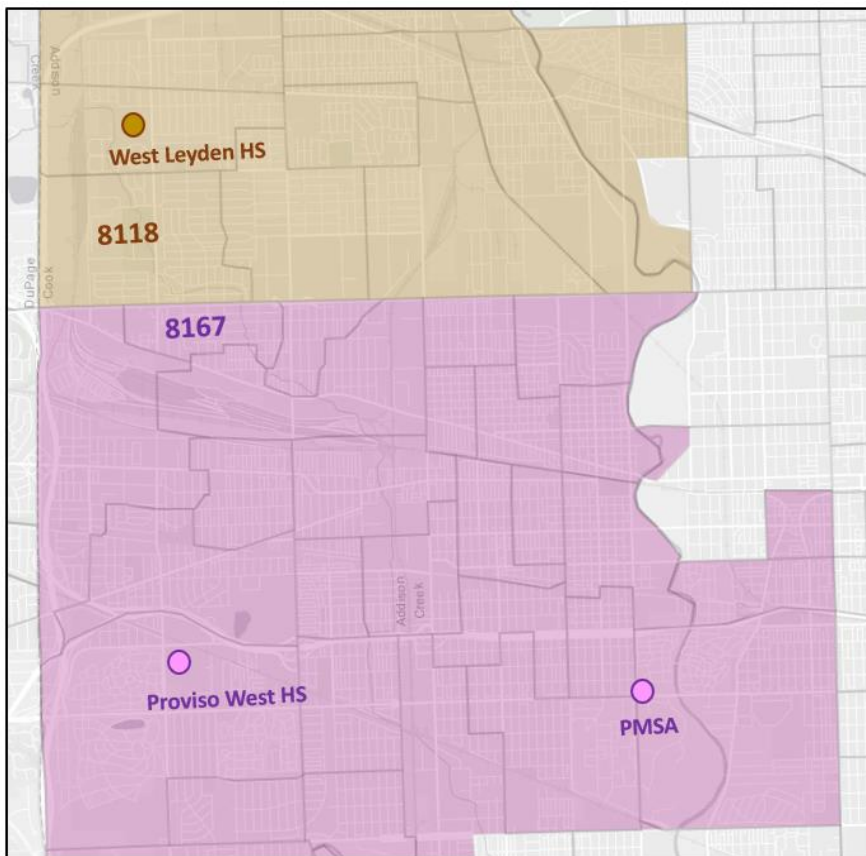 Addison
Creek
West Leyden HS
8118
DuPage
Cook
8167
Addison
Creek
Proviso West HS
PMSA